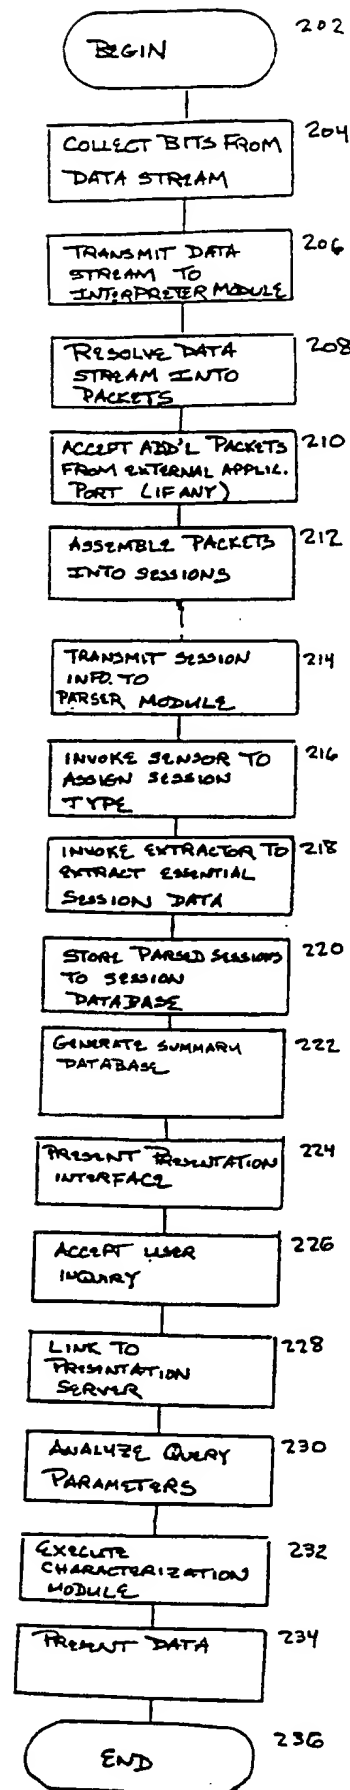 202
BEGIN
204
COLLECT BITS FROM
DATA STREAM
206
TRANSMIT DATA
STREAM TO
INTERPRETER MODULE
208
RESOLVE DATA
STREAM INTO
PACKETS
210
ACCEPT ADD'L PACKETS
FROM EXTERNAL APPLIC.
PORT (IF ANY)
212
ASSEMBLE PACKETS
INTO SESSIONS
214
TRANSMIT SESSION
INFO. TO
PARSER MODULE
216
INVOKE SENSOR TO
ASSIGN SESSION
TYPE
218
INVOKE EXTRACTOR TO
EXTRACT ESSENTIAL
SESSION DATA
220
STORE PARSED SESSIONS
TO SESSION
DATABASE
222
GENERATE SUMMARY
DATABASE
224
PRESENT PRESENTATION
INTERFACE
226
ACCEPT USER
INQUIRY
228
LINK TO
PRESENTATION
SERVER
230
ANALYZE QUERY
PARAMETERS
232
EXECUTE
CHARACTERIZATION
MODULE
234
PRESENT DATA
236
END